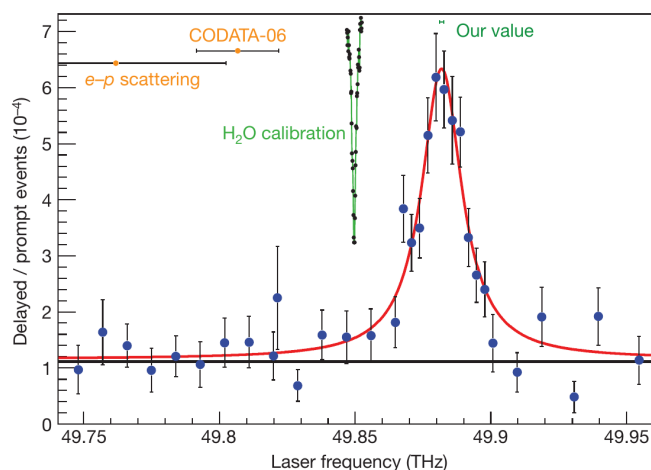 CODATA-06
Our value
e–p scattering
H₂O calibration
Delayed / prompt events (10⁻⁴)
7
6
5
4
3
2
1
0
49.75
49.8
49.85
49.9
49.95
Laser frequency (THz)